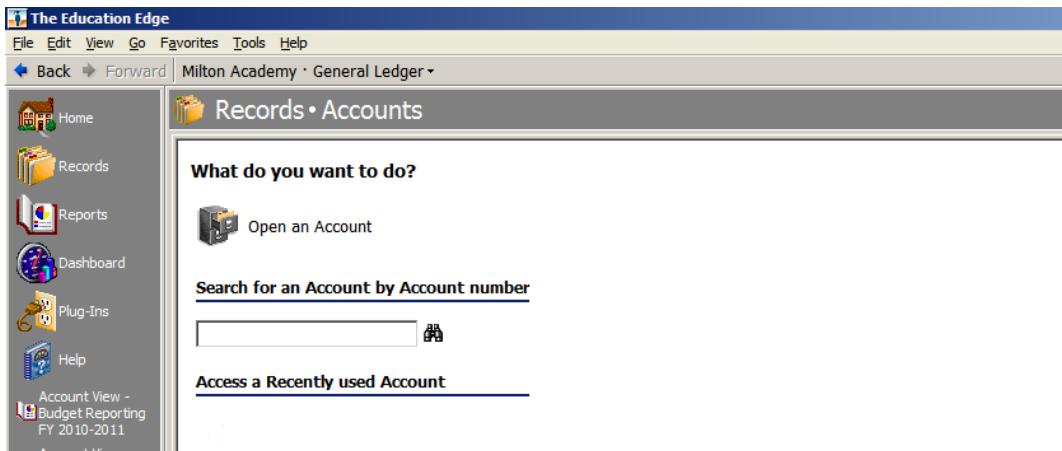 The Education Edge
File Edit View Go Favorites Tools Help
Back Forward Milton Academy · General Ledger
Records • Accounts
Home
Records
Reports
Dashboard
Plug-Ins
Help
Account View -
Budget Reporting
FY 2010-2011
What do you want to do?
Open an Account
Search for an Account by Account number
Access a Recently used Account